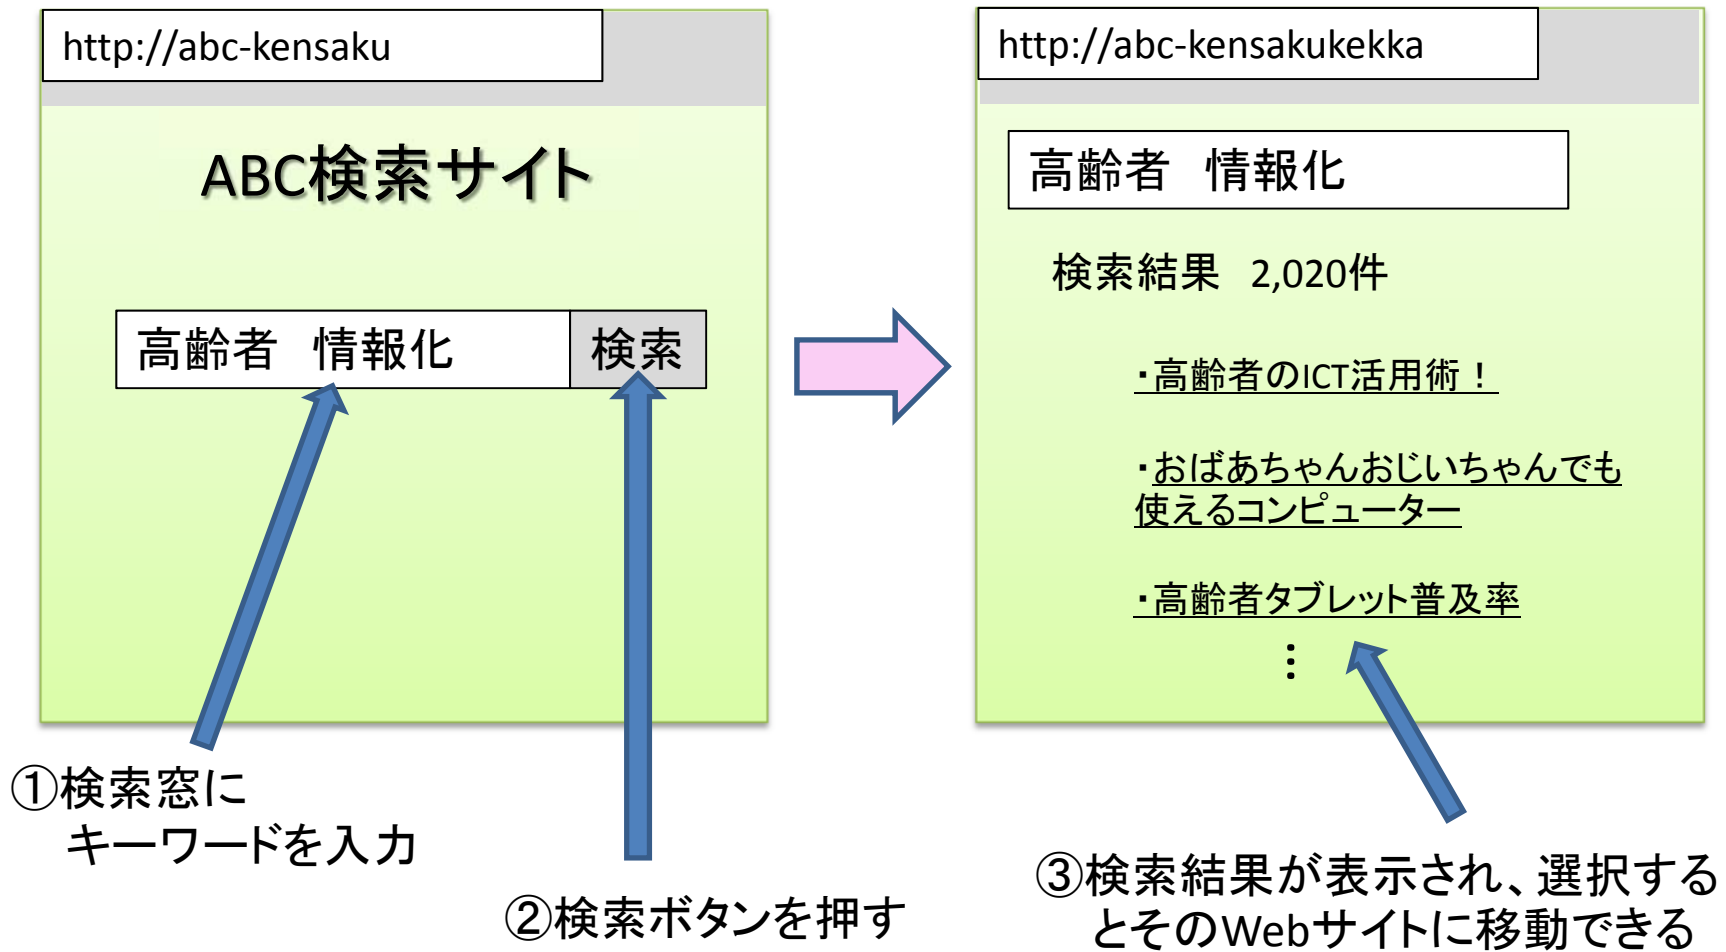 http://abc-kensaku
ABC検索サイト
高齢者　情報化
検索
①検索窓に
キーワードを入力
②検索ボタンを押す
http://abc-kensakukekka
高齢者　情報化
検索結果　2,020件
・高齢者のICT活用術！
・おばあちゃんおじいちゃんでも
使えるコンピューター
・高齢者タブレット普及率
…
③検索結果が表示され、選択する
とそのWebサイトに移動できる